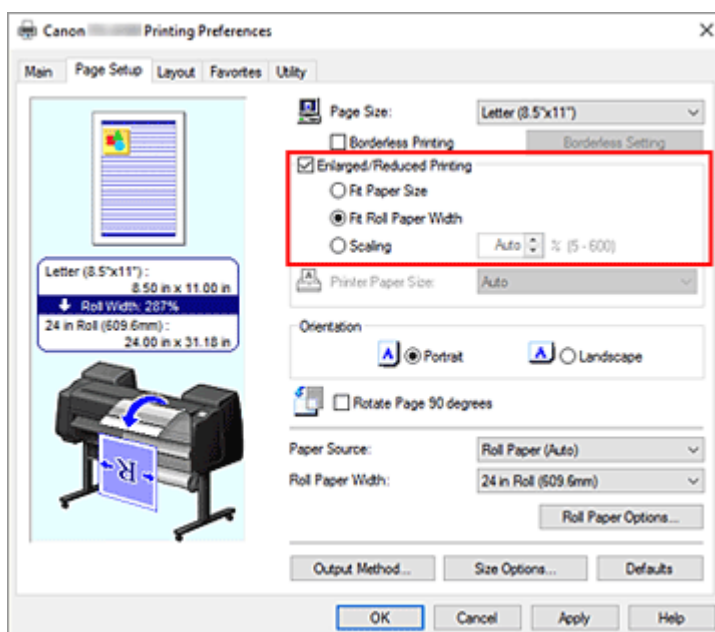 Canon Printing Preferences
Main Page Setup Layout Favorites Utility
Page Size: Letter (8.5"x11")
Borderless Printing Borderless Setting
Enlarged/Reduced Printing
Fit Paper Size
Fit Roll Paper Width
Scaling Auto % (5 - 600)
Printer Paper Size: Auto
Letter (8.5"x11") :
8.50 in x 11.00 in
Roll Width: 287%
24 in Roll (609.6mm) :
24.00 in x 31.18 in
R
Orientation
A Portrait A Landscape
Rotate Page 90 degrees
Paper Source: Roll Paper (Auto)
Roll Paper Width: 24 in Roll (609.6mm)
Roll Paper Options...
Output Method... Size Options... Defaults
OK Cancel Apply Help